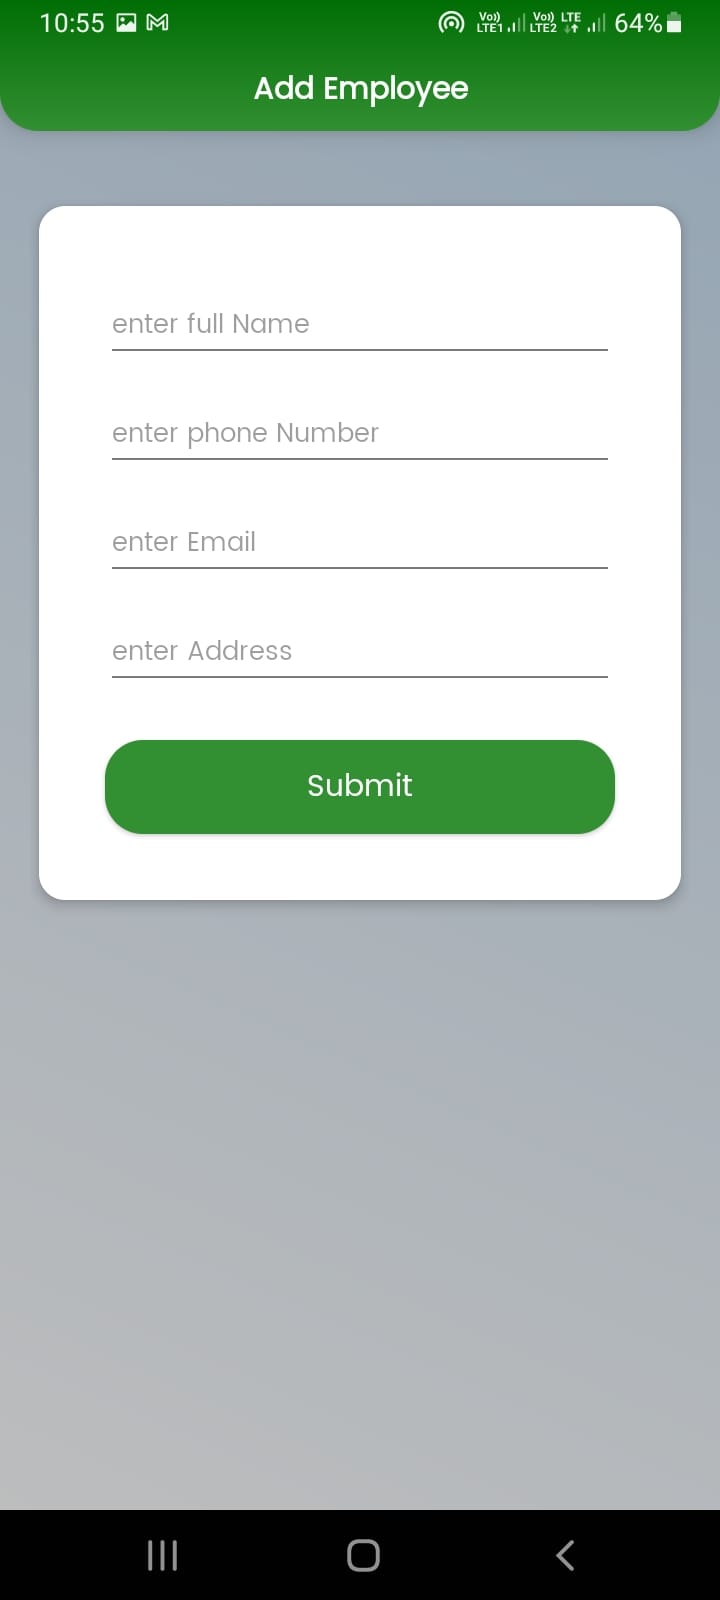 10:55 Vo)) LTE1 Vo)) LTE2 LTE 64%
Add Employee
enter full Name
enter phone Number
enter Email
enter Address
Submit